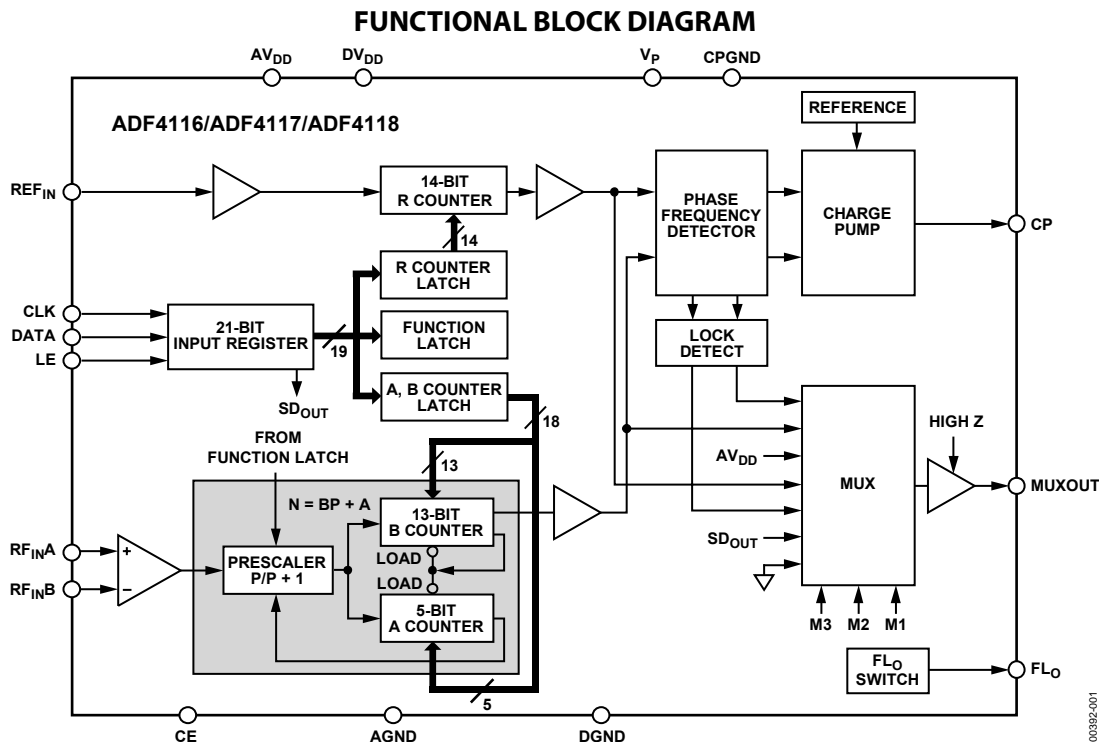 FUNCTIONAL BLOCK DIAGRAM
AVDD
DVDD
VP
CPGND
ADF4116/ADF4117/ADF4118
REFERENCE
REFIN
14-BIT
R COUNTER
PHASE
FREQUENCY
DETECTOR
CHARGE
PUMP
CP
14
R COUNTER
LATCH
CLK
DATA
LE
21-BIT
INPUT REGISTER
19
FUNCTION
LATCH
LOCK
DETECT
A, B COUNTER
LATCH
SDOUT
18
FROM
FUNCTION LATCH
13
HIGH Z
AVDD
MUX
MUXOUT
N = BP + A
13-BIT
B COUNTER
SDOUT
RFINA
RFINB
+
–
PRESCALER
P/P + 1
LOAD
LOAD
5-BIT
A COUNTER
M3
M2
M1
5
FLO
SWITCH
FLO
CE
AGND
DGND
00392-001